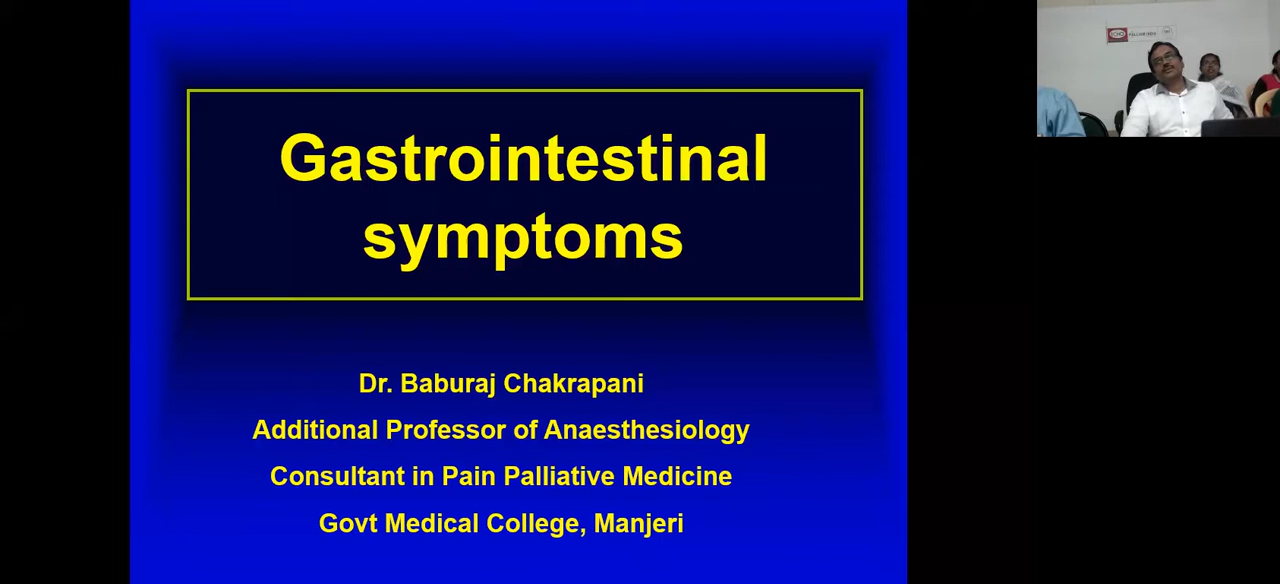 Gastrointestinal
symptoms
Dr. Baburaj Chakrapani
Additional Professor of Anaesthesiology
Consultant in Pain Palliative Medicine
Govt Medical College, Manjeri